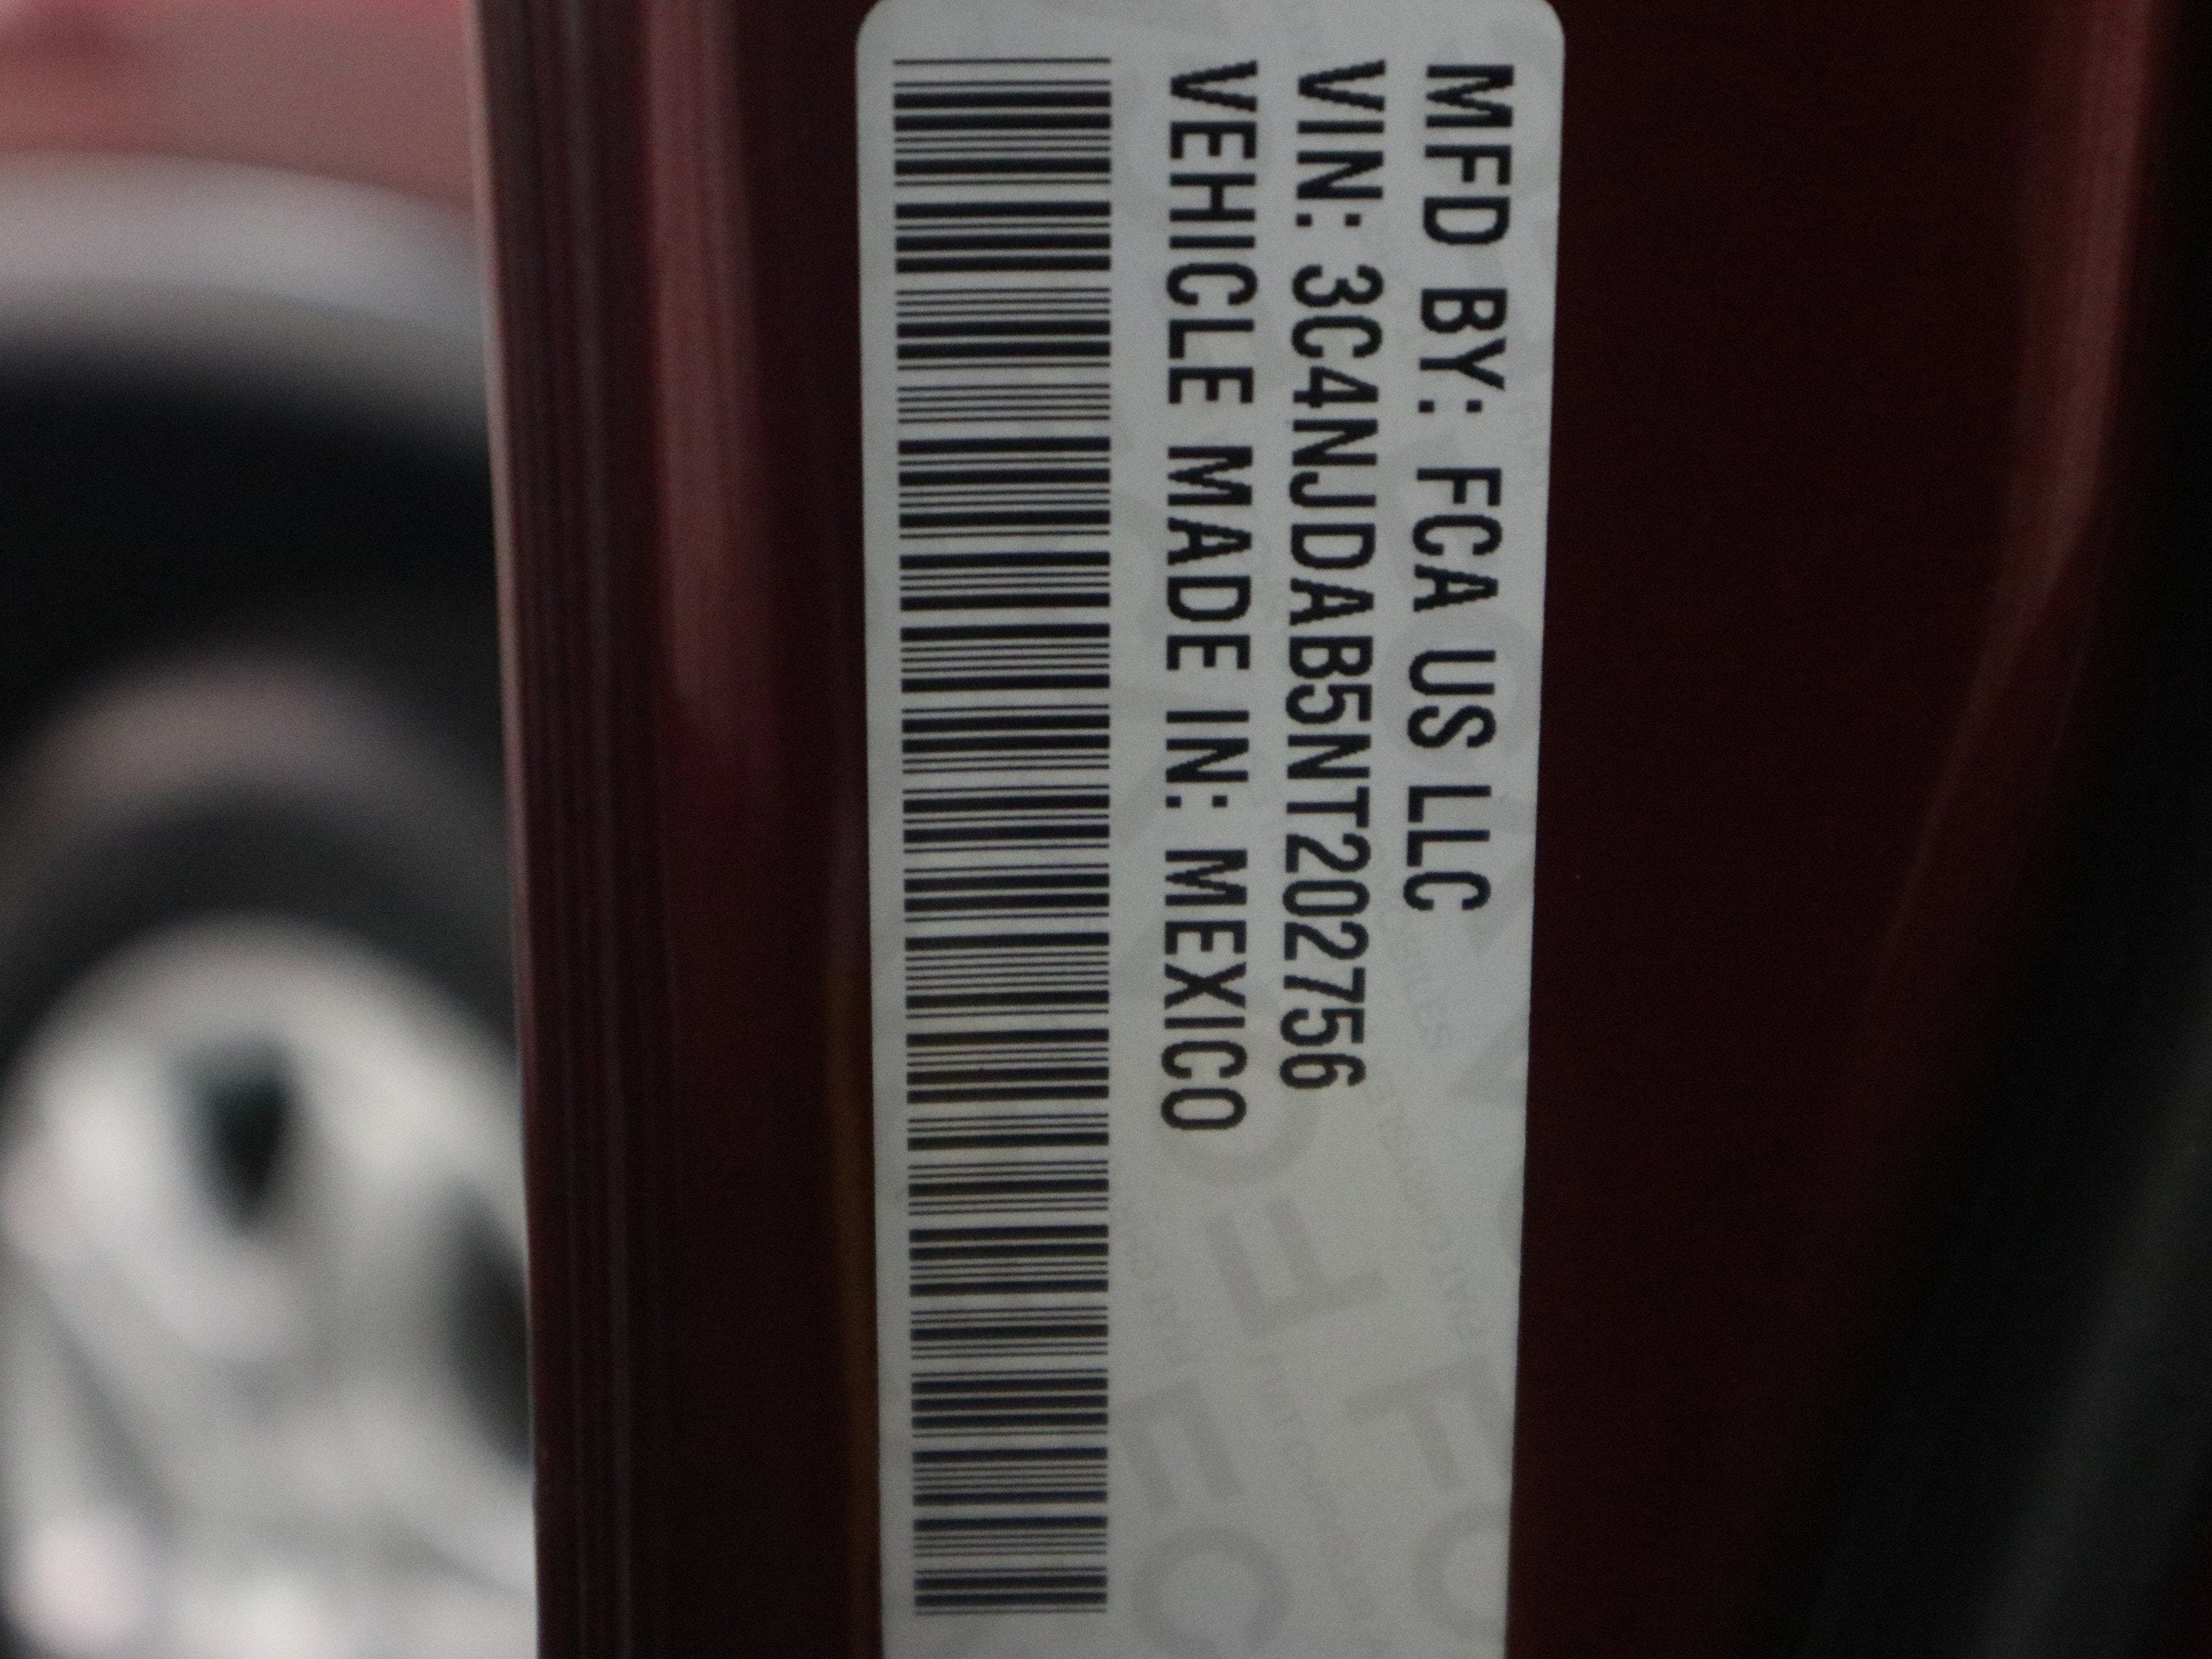 MFD BY: FCA US LLC
VIN: 3C4NJDAB5NT202756
VEHICLE MADE IN: MEXICO